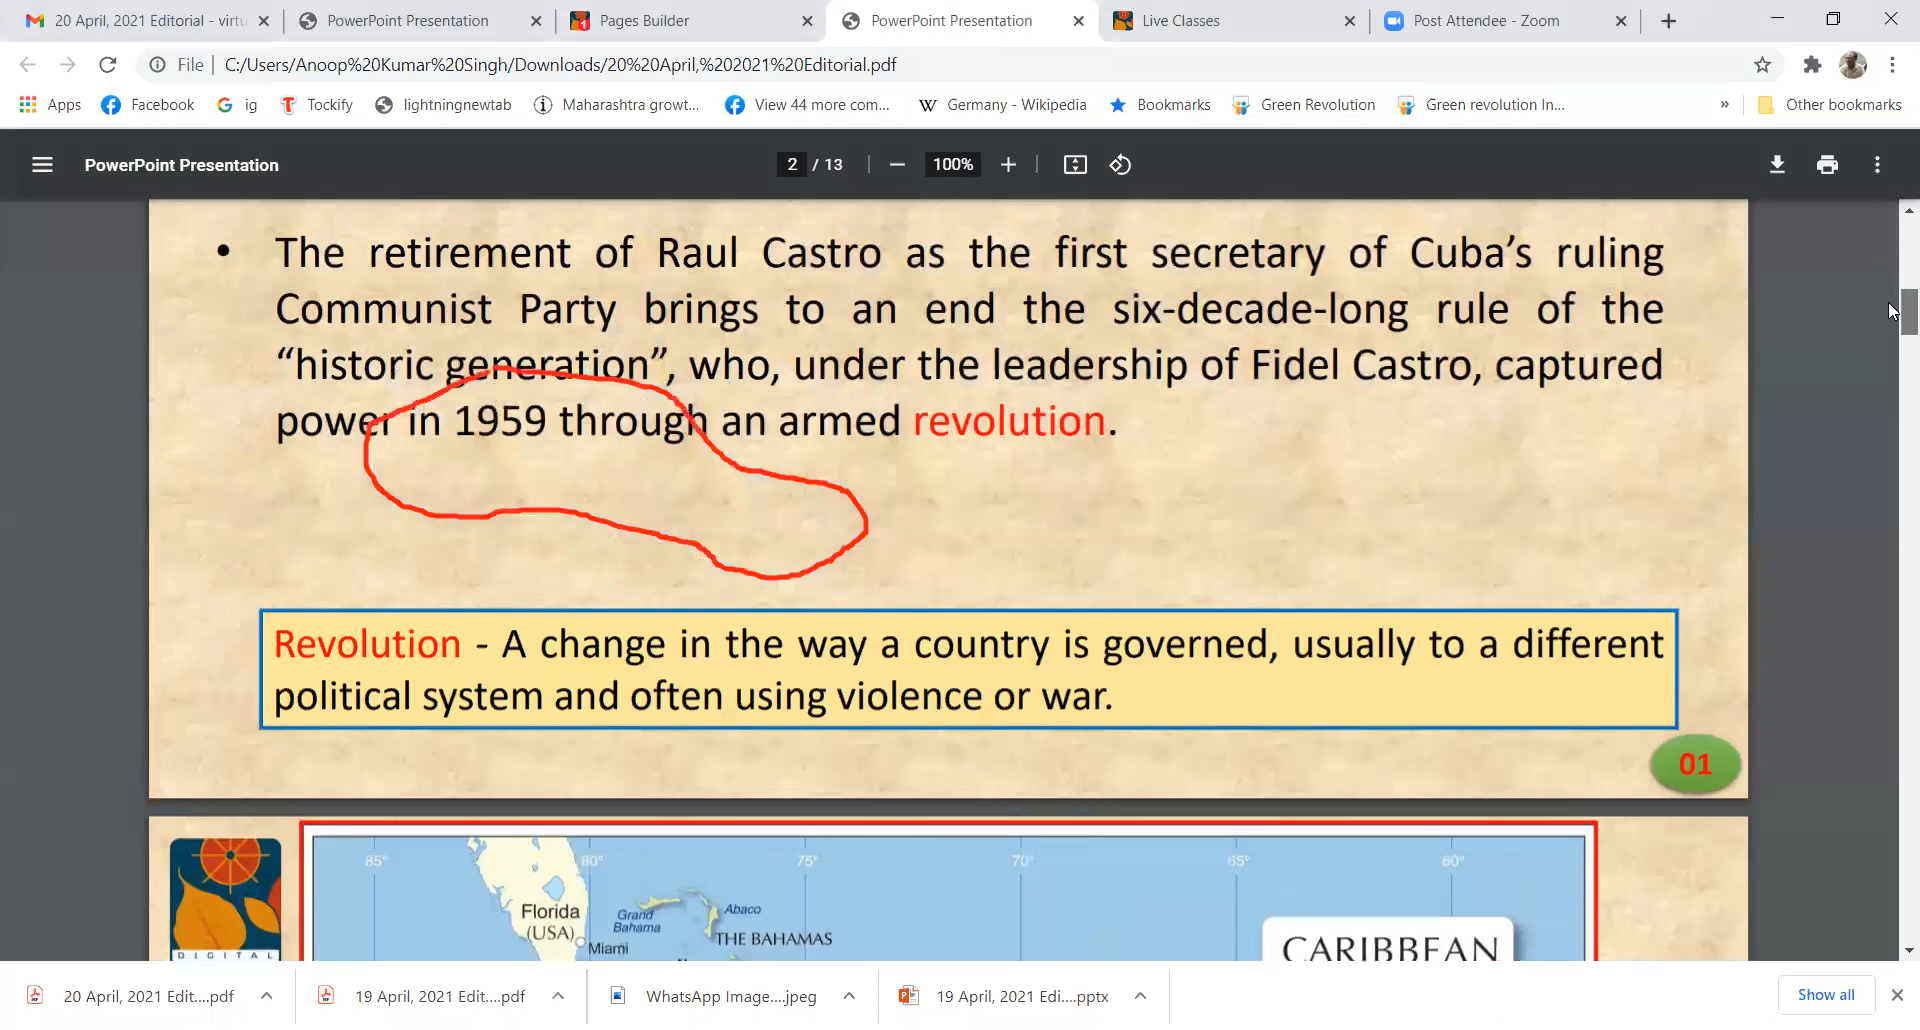 20 April, 2021 Editorial - virtu
PowerPoint Presentation
Pages Builder
PowerPoint Presentation
Live Classes
Post Attendee - Zoom
File
C:/Users/Anoop%20Kumar%20Singh/Downloads/20%20April,%202021%20Editorial.pdf
Apps
Facebook
ig
Tockify
lightningnewtab
Maharashtra growt...
View 44 more com...
Germany - Wikipedia
Bookmarks
Green Revolution
Green revolution In...
»
Other bookmarks
PowerPoint Presentation
2 / 13
100%
• The retirement of Raul Castro as the first secretary of Cuba’s ruling
Communist Party brings to an end the six-decade-long rule of the
“historic generation”, who, under the leadership of Fidel Castro, captured
power in 1959 through an armed revolution.
Revolution - A change in the way a country is governed, usually to a different
political system and often using violence or war.
01
DIGITAL
85°
80°
75°
70°
65°
60°
Florida
(USA)
Miami
Grand
Bahama
Abaco
THE BAHAMAS
CARIBBEAN
20 April, 2021 Edit....pdf
19 April, 2021 Edit....pdf
WhatsApp Image....jpeg
19 April, 2021 Edi....pptx
Show all